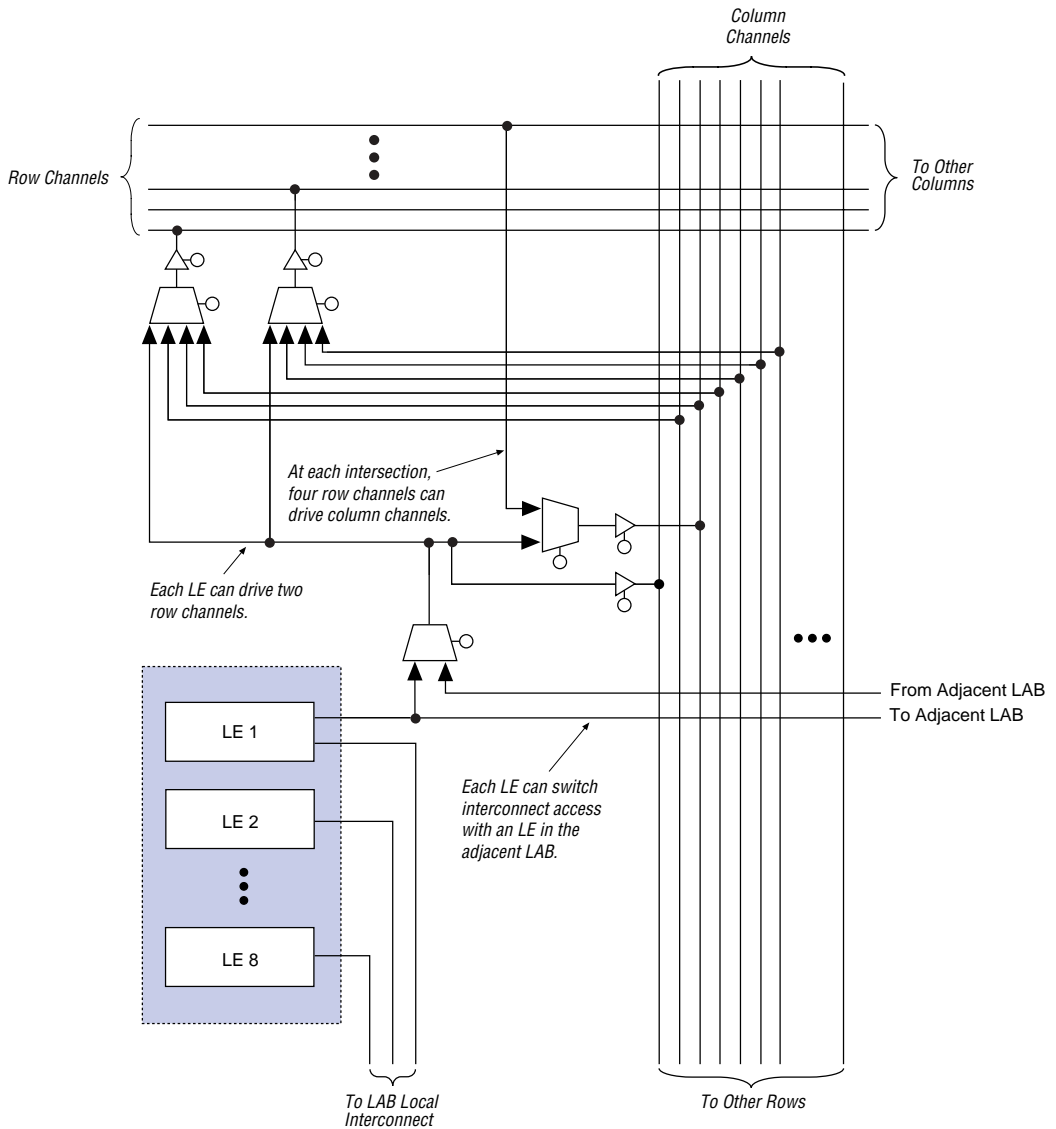 Column
Channels
Row Channels
To Other
Columns
At each intersection,
four row channels can
drive column channels.
Each LE can drive two
row channels.
From Adjacent LAB
To Adjacent LAB
LE 1
Each LE can switch
interconnect access
with an LE in the
adjacent LAB.
LE 2
LE 8
To LAB Local
Interconnect
To Other Rows